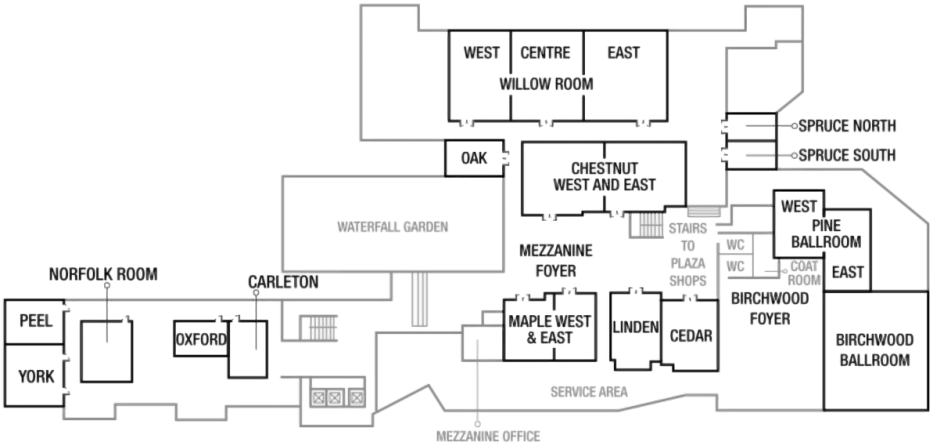 WEST CENTRE EAST
WILLOW ROOM
SPRUCE NORTH
OAK
CHESTNUT
WEST AND EAST
SPRUCE SOUTH
WATERFALL GARDEN
MEZZANINE
FOYER
STAIRS
TO
PLAZA
SHOPS
WEST
PINE
BALLROOM
EAST
WC
WC
COAT
ROOM
NORFOLK ROOM
CARLETON
BIRCHWOOD
FOYER
PEEL
YORK
OXFORD
MAPLE WEST
& EAST
LINDEN
CEDAR
BIRCHWOOD
BALLROOM
SERVICE AREA
MEZZANINE OFFICE